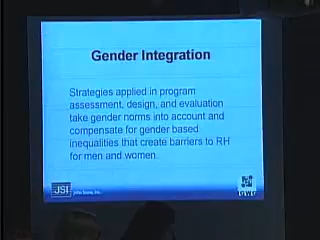 Gender Integration
Strategies applied in program
assessment, design, and evaluation
take gender norms into account and
compensate for gender based
inequalities that create barriers to RH
for men and women.
JSI
IGWG